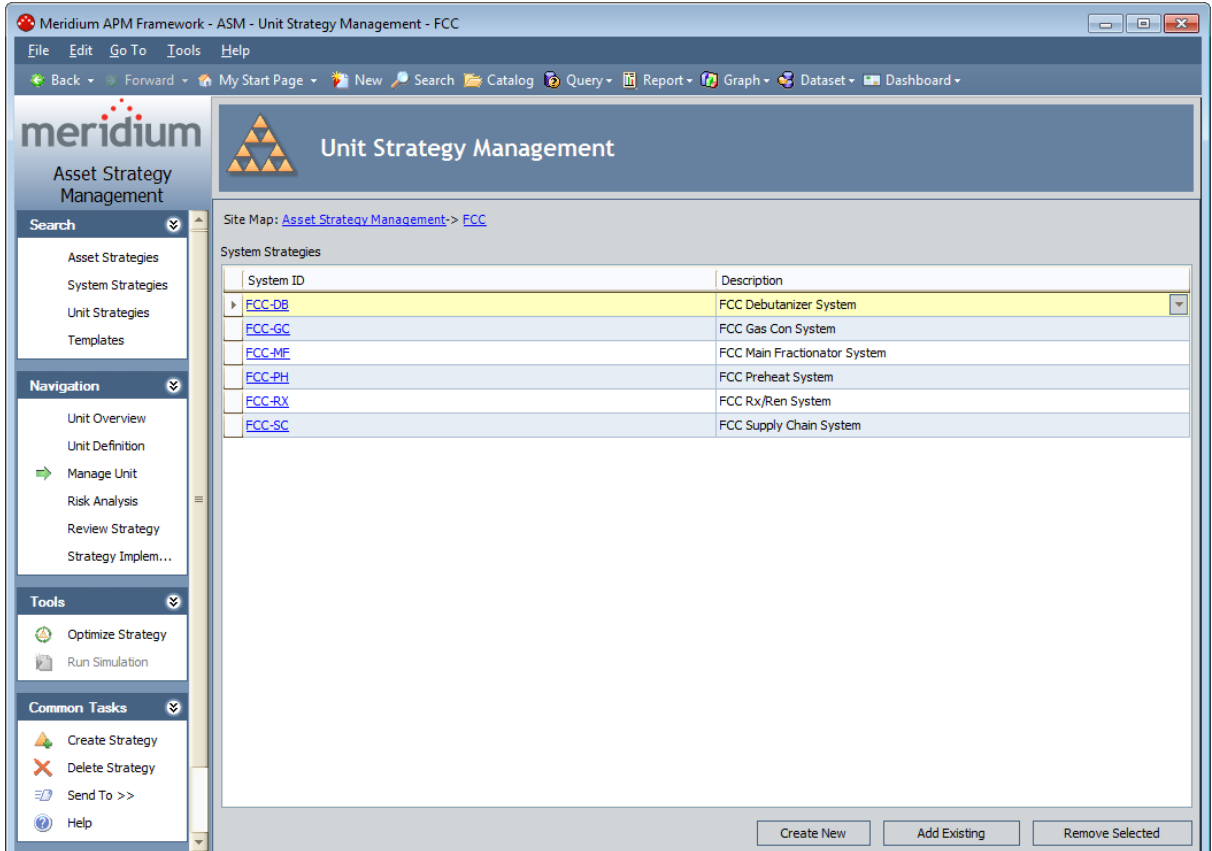 Meridium APM Framework - ASM - Unit Strategy Management - FCC
File Edit Go To Tools Help
Back Forward My Start Page New Search Catalog Query Report Graph Dataset Dashboard
meridium
Asset Strategy
Management
Unit Strategy Management
Search
Asset Strategies
System Strategies
Unit Strategies
Templates
Navigation
Unit Overview
Unit Definition
Manage Unit
Risk Analysis
Review Strategy
Strategy Implem...
Tools
Optimize Strategy
Run Simulation
Common Tasks
Create Strategy
Delete Strategy
Send To >>
Help
Site Map: Asset Strategy Management-> FCC
System Strategies
System ID Description
FCC-DB FCC Debutanizer System
FCC-GC FCC Gas Con System
FCC-MF FCC Main Fractionator System
FCC-PH FCC Preheat System
FCC-RX FCC Rx/Ren System
FCC-SC FCC Supply Chain System
Create New Add Existing Remove Selected